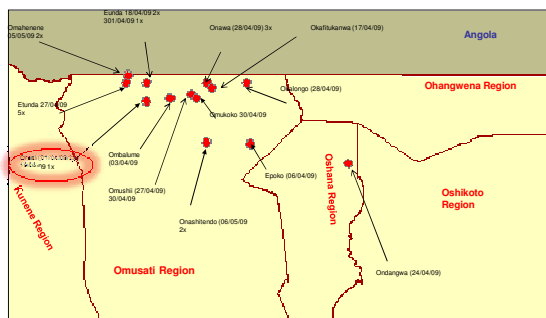 Omahenene
05/05/09 2x
Eunda 18/04/09 2x
301/04/09 1x
Onawa (28/04/09) 3x
Okafitukanwa (17/04/09)
Angola
Ohangwena Region
Etunda 27/04/09
5x
(28/04/09)
Omukoko 30/04/09
Ombalume
(03/04/09)
Omushii (27/04/09)
30/04/09
Epoko (06/04/09)
1x
Kunene Region
Oshana Region
Oshikoto
Region
Onashitendo (06/05/09
2x
Omusati Region
Ondangwa (24/04/09)